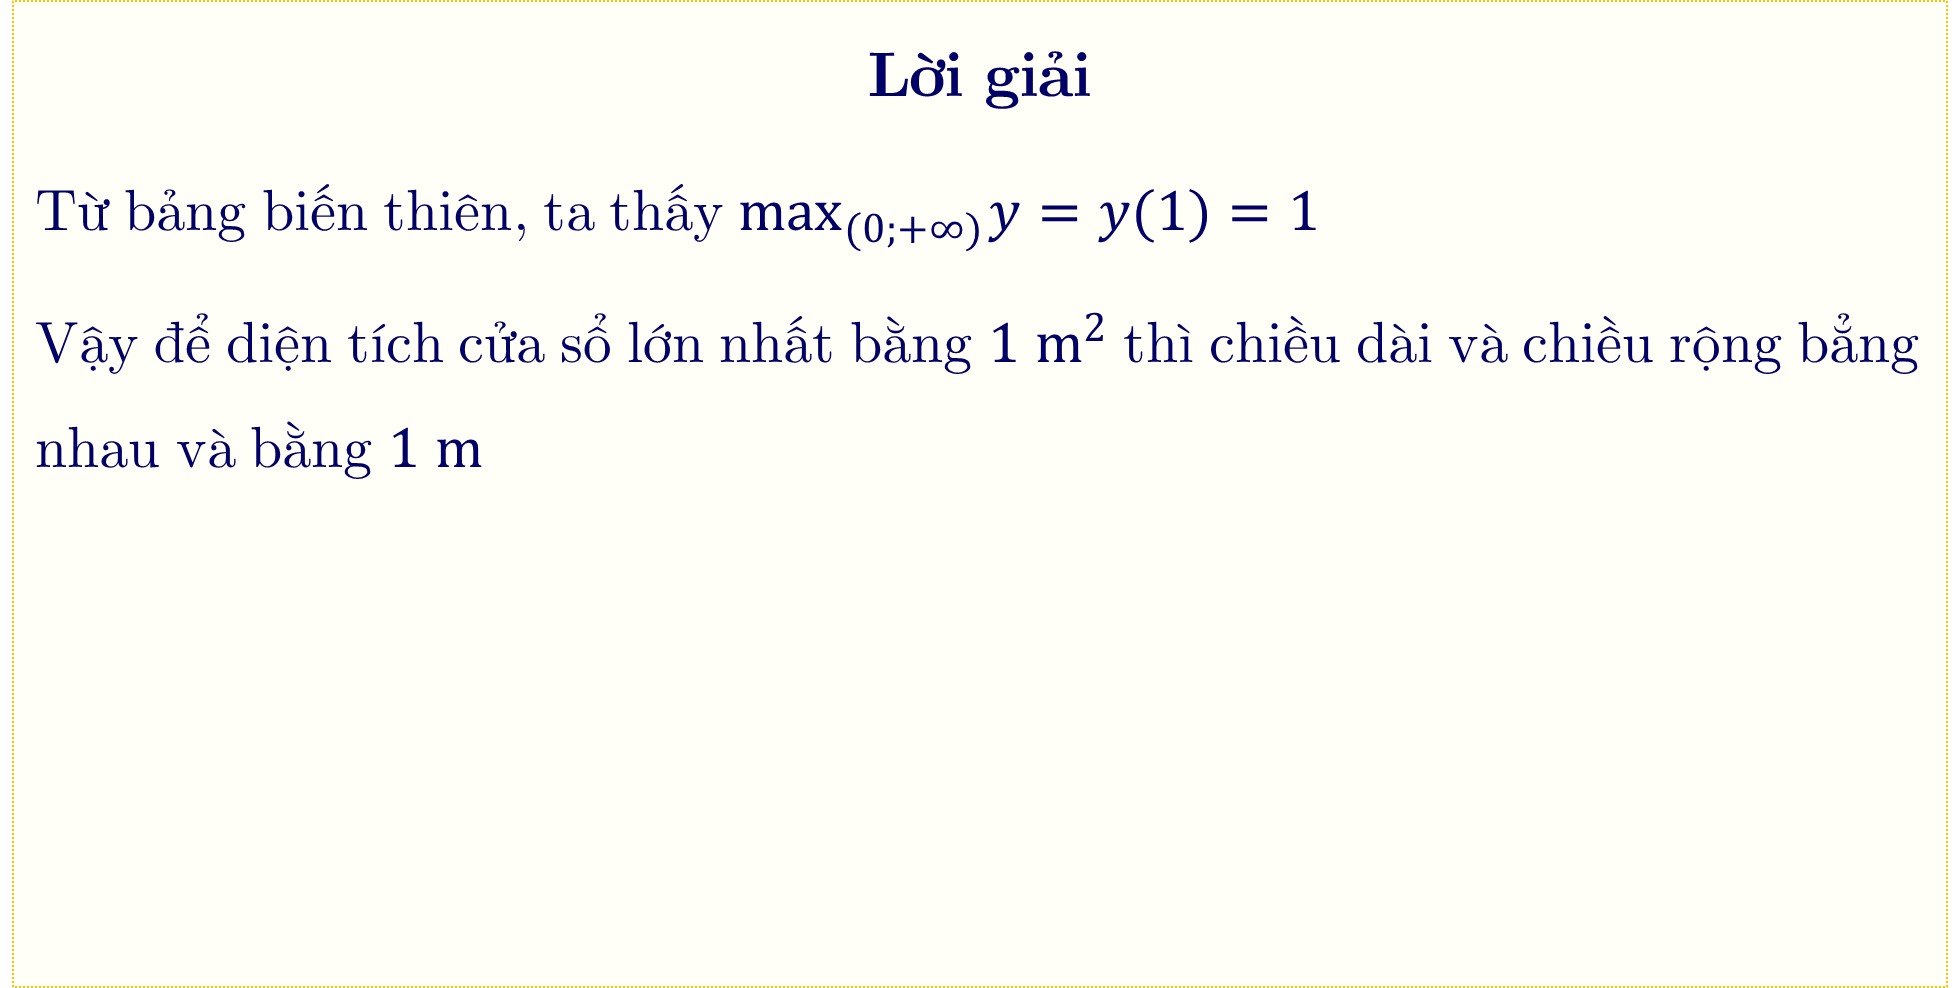 Lời giải
Từ bảng biến thiên, ta thấy max₍₀;₊∞₎ y = y(1) = 1
Vậy để diện tích cửa sổ lớn nhất bằng 1 m² thì chiều dài và chiều rộng bẳng
nhau và bằng 1 m